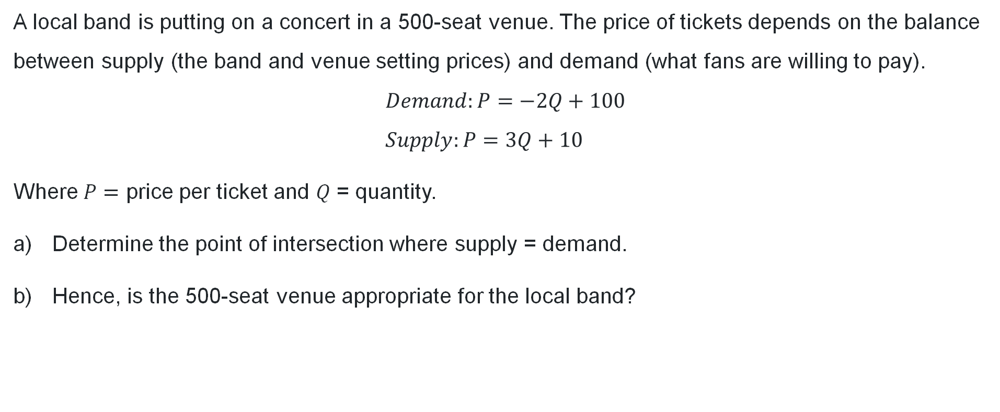 A local band is putting on a concert in a 500-seat venue. The price of tickets depends on the balance
between supply (the band and venue setting prices) and demand (what fans are willing to pay).
Demand: P = −2Q + 100
Supply: P = 3Q + 10
Where P = price per ticket and Q = quantity.
a) Determine the point of intersection where supply = demand.
b) Hence, is the 500-seat venue appropriate for the local band?